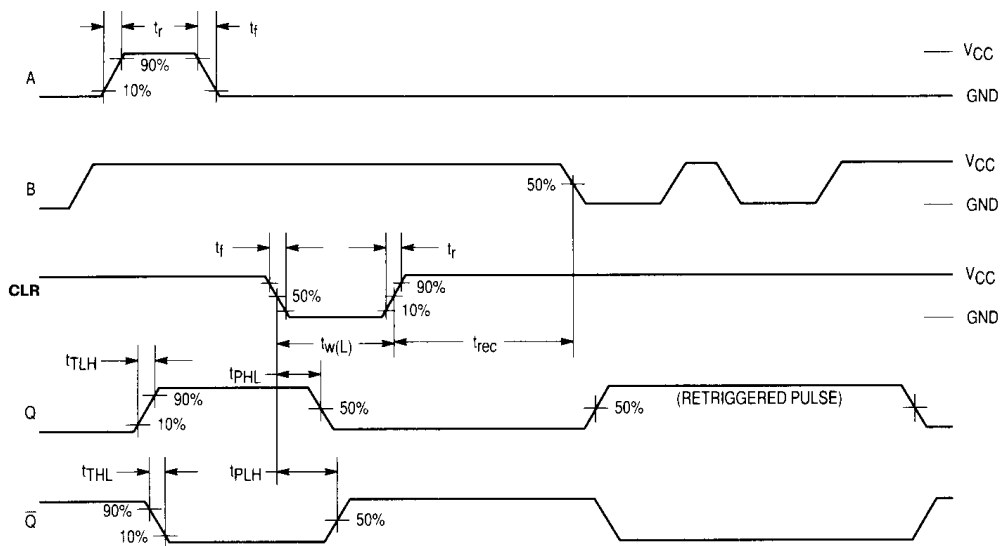 tr
tf
A
90%
10%
VCC
GND
B
50%
VCC
GND
tf
tr
CLR
50%
90%
10%
VCC
GND
tw(L)
trec
tTLH
tPHL
Q
90%
10%
50%
50%
(RETRIGGERED PULSE)
tTHL
tPLH
Q̅
90%
10%
50%